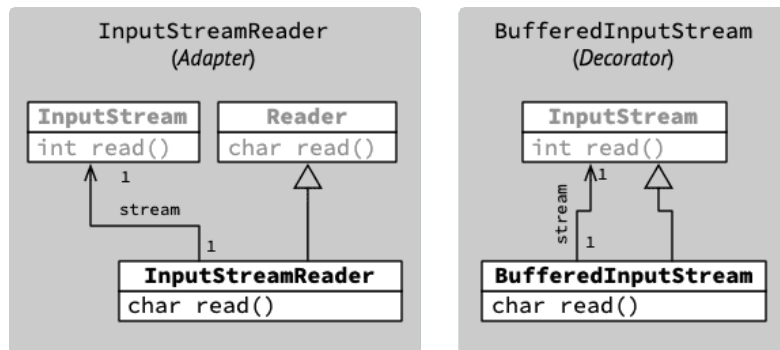 InputStreamReader
(Adapter)
InputStream
int read()
Reader
char read()
1
stream
1
InputStreamReader
char read()
BufferedInputStream
(Decorator)
InputStream
int read()
1
stream
1
BufferedInputStream
char read()